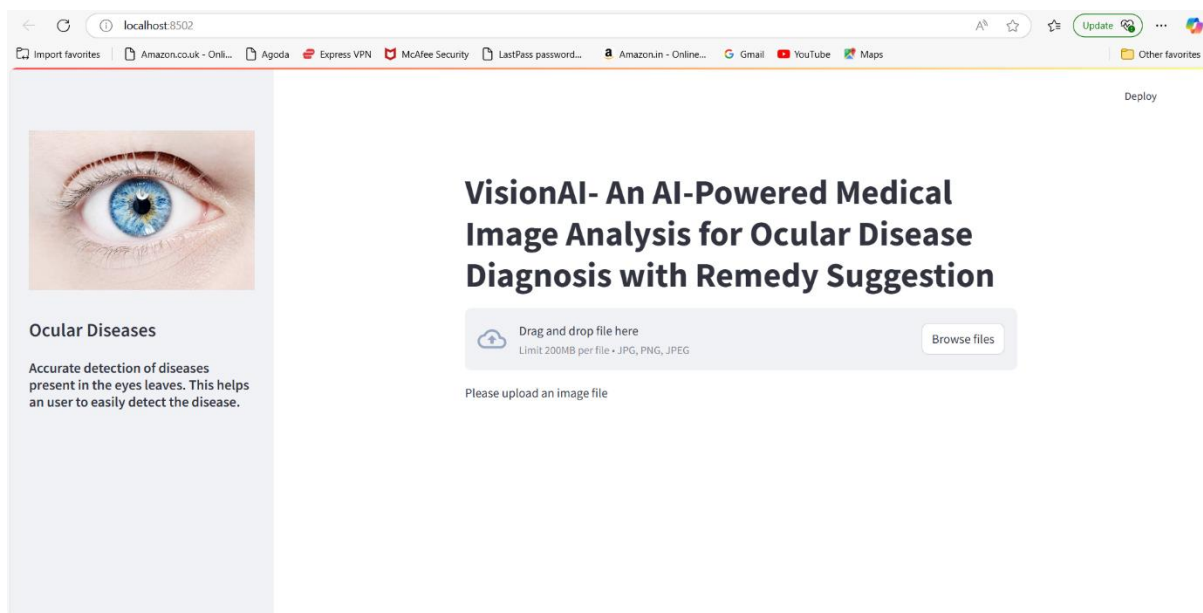 localhost:8502
Update
Import favorites
Amazon.co.uk - Onli...
Agoda
Express VPN
McAfee Security
LastPass password...
Amazon.in - Online...
Gmail
YouTube
Maps
Other favorites
Deploy
VisionAI- An AI-Powered Medical
Image Analysis for Ocular Disease
Diagnosis with Remedy Suggestion
Drag and drop file here
Limit 200MB per file • JPG, PNG, JPEG
Browse files
Please upload an image file
Ocular Diseases
Accurate detection of diseases
present in the eyes leaves. This helps
an user to easily detect the disease.